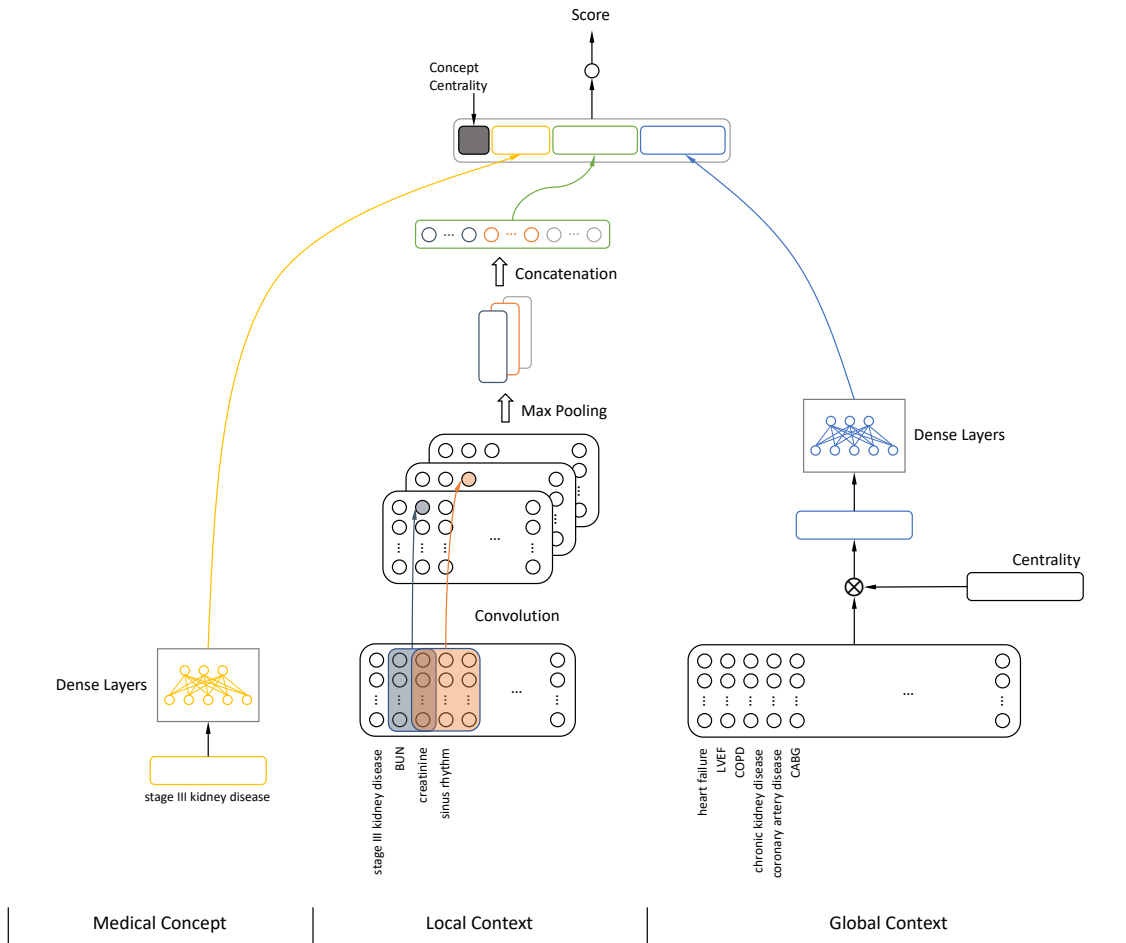 Score
Concept
Centrality
... ... ...
Concatenation
Max Pooling
Dense Layers
...
Centrality
Convolution
Dense Layers
...
...
stage III kidney disease
stage III kidney disease
BUN
creatinine
sinus rhythm
heart failure
LVEF
COPD
chronic kidney disease
coronary artery disease
CABG
Medical Concept
Local Context
Global Context